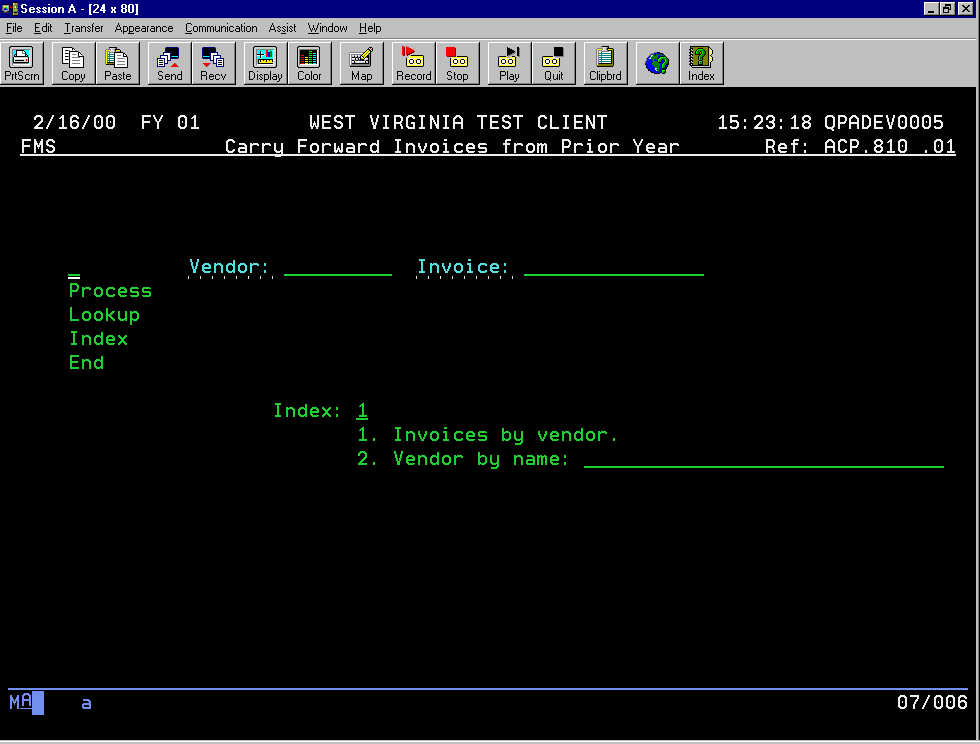 Session A - [24 x 80]
File Edit Transfer Appearance Communication Assist Window Help
PrtScrn Copy Paste Send Recv Display Color Map Record Stop Play Quit Clipbrd Index
2/16/00 FY 01 WEST VIRGINIA TEST CLIENT 15:23:18 QPADEV0005
FMS Carry Forward Invoices from Prior Year Ref: ACP.810 .01
Vendor: Invoice:
Process
Lookup
Index
End
Index: 1
1. Invoices by vendor.
2. Vendor by name:
MA a 07/006